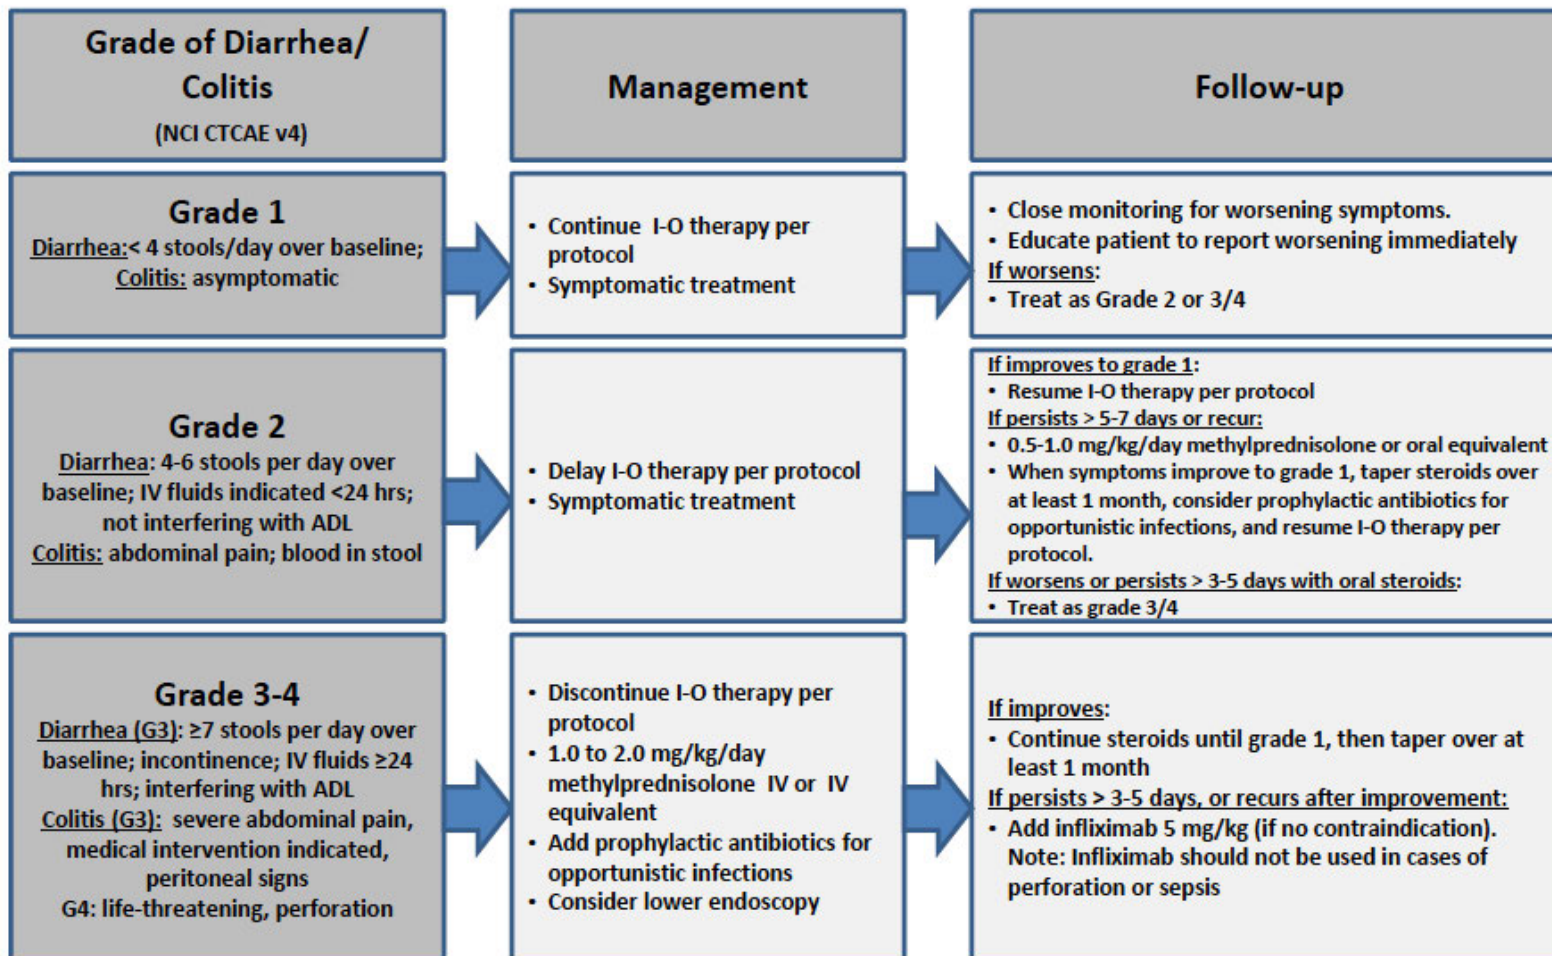 Grade of Diarrhea/
Colitis
(NCI CTCAE v4)
Management
Follow-up
Grade 1
Diarrhea:< 4 stools/day over baseline;
Colitis: asymptomatic
• Continue I-O therapy per
protocol
• Symptomatic treatment
• Close monitoring for worsening symptoms.
• Educate patient to report worsening immediately
If worsens:
• Treat as Grade 2 or 3/4
Grade 2
Diarrhea: 4-6 stools per day over
baseline; IV fluids indicated <24 hrs;
not interfering with ADL
Colitis: abdominal pain; blood in stool
• Delay I-O therapy per protocol
• Symptomatic treatment
If improves to grade 1:
• Resume I-O therapy per protocol
If persists > 5-7 days or recur:
• 0.5-1.0 mg/kg/day methylprednisolone or oral equivalent
• When symptoms improve to grade 1, taper steroids over
at least 1 month, consider prophylactic antibiotics for
opportunistic infections, and resume I-O therapy per
protocol.
If worsens or persists > 3-5 days with oral steroids:
• Treat as grade 3/4
Grade 3-4
Diarrhea (G3): ≥7 stools per day over
baseline; incontinence; IV fluids ≥24
hrs; interfering with ADL
Colitis (G3): severe abdominal pain,
medical intervention indicated,
peritoneal signs
G4: life-threatening, perforation
• Discontinue I-O therapy per
protocol
• 1.0 to 2.0 mg/kg/day
methylprednisolone IV or IV
equivalent
• Add prophylactic antibiotics for
opportunistic infections
• Consider lower endoscopy
If improves:
• Continue steroids until grade 1, then taper over at
least 1 month
If persists > 3-5 days, or recurs after improvement:
• Add infliximab 5 mg/kg (if no contraindication).
Note: Infliximab should not be used in cases of
perforation or sepsis